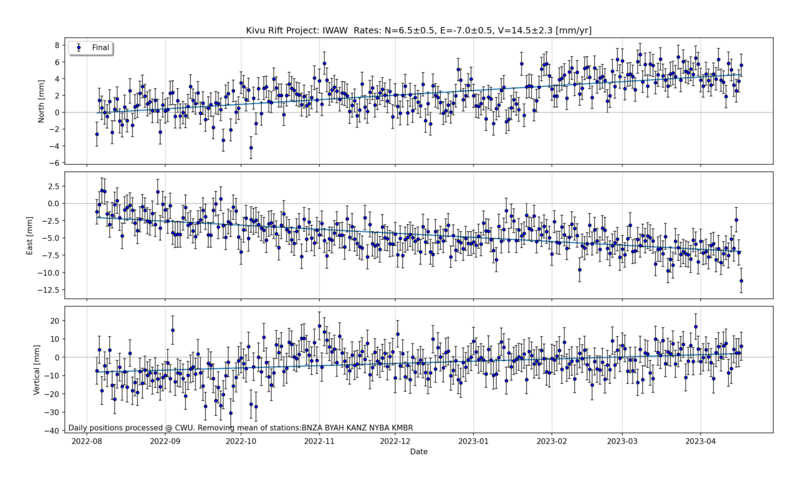 Kivu Rift Project: IWAW  Rates: N=6.5±0.5, E=-7.0±0.5, V=14.5±2.3 [mm/yr]
Final
8
6
4
2
0
−2
−4
−6
North [mm]
2.5
0.0
−2.5
−5.0
−7.5
−10.0
−12.5
East [mm]
20
10
0
−10
−20
−30
−40
Vertical [mm]
Daily positions processed @ CWU. Removing mean of stations:BNZA BYAH KANZ NYBA KMBR
2022-08 2022-09 2022-10 2022-11 2022-12 2023-01 2023-02 2023-03 2023-04
Date